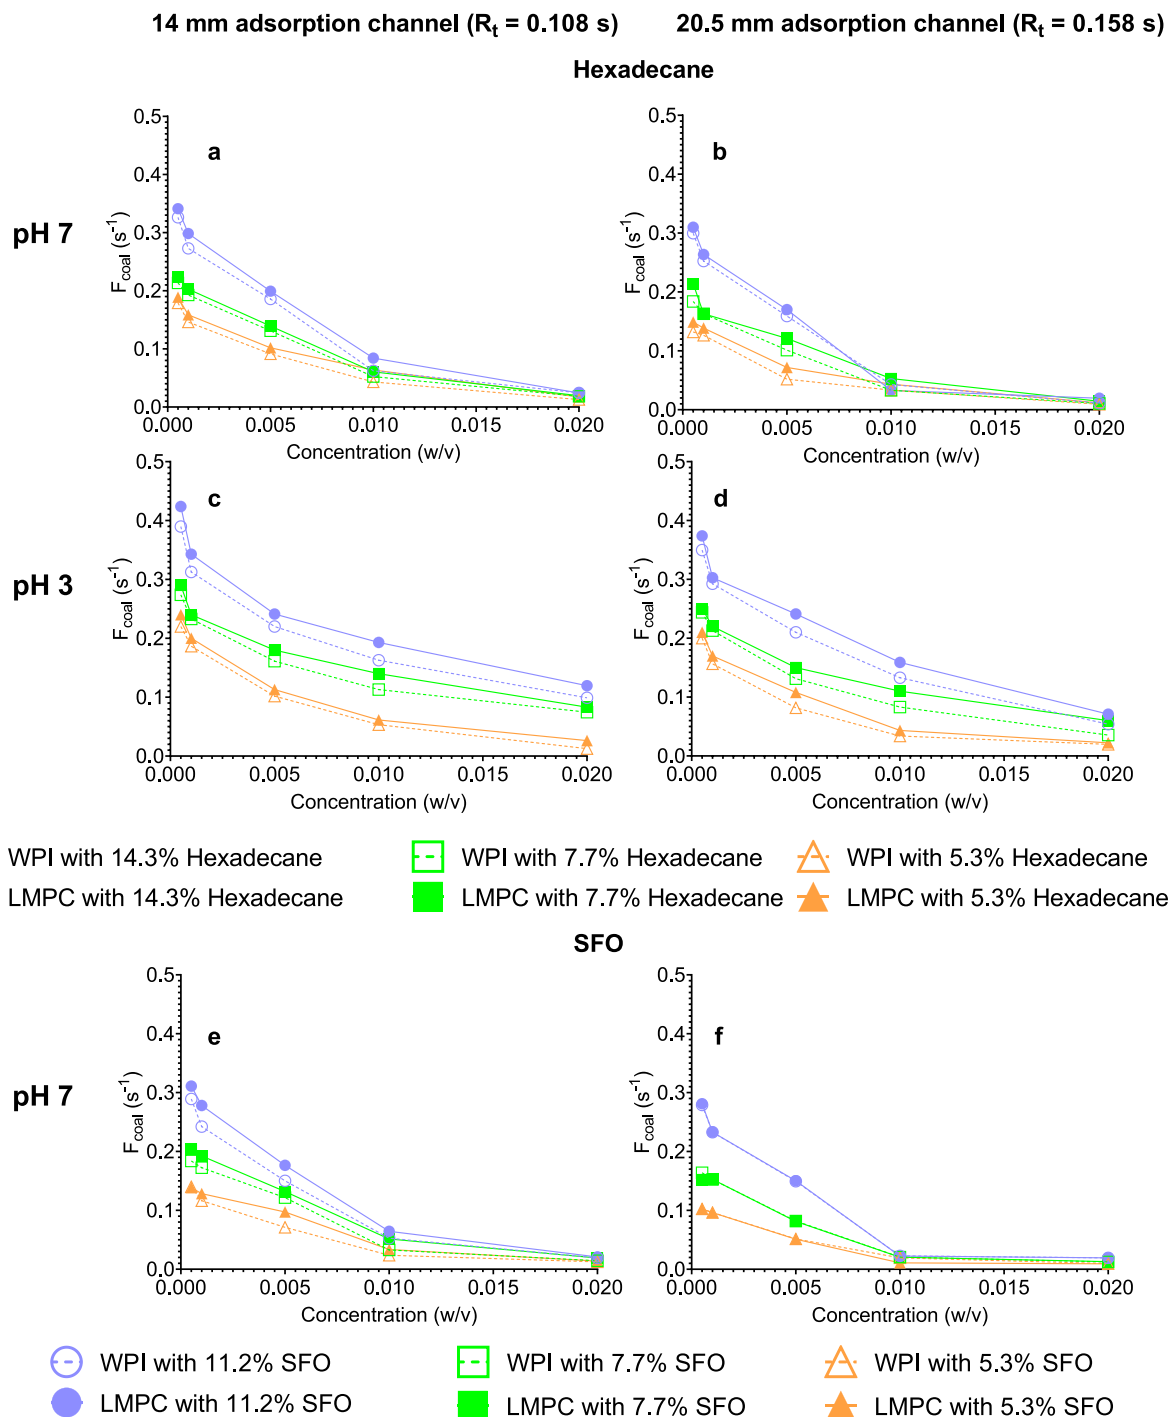 14 mm adsorption channel (Rt = 0.108 s) 20.5 mm adsorption channel (Rt = 0.158 s)
Hexadecane
pH 7
a
0.5
0.4
0.3
0.2
0.1
0.0
Fcoal (s-1)
0.000 0.005 0.010 0.015 0.020
Concentration (w/v)
b
0.5
0.4
0.3
0.2
0.1
0.0
Fcoal (s-1)
0.000 0.005 0.010 0.015 0.020
Concentration (w/v)
pH 3
c
0.5
0.4
0.3
0.2
0.1
0.0
Fcoal (s-1)
0.000 0.005 0.010 0.015 0.020
Concentration (w/v)
d
0.5
0.4
0.3
0.2
0.1
0.0
Fcoal (s-1)
0.000 0.005 0.010 0.015 0.020
Concentration (w/v)
WPI with 14.3% Hexadecane WPI with 7.7% Hexadecane WPI with 5.3% Hexadecane
LMPC with 14.3% Hexadecane LMPC with 7.7% Hexadecane LMPC with 5.3% Hexadecane
SFO
pH 7
e
0.5
0.4
0.3
0.2
0.1
0.0
Fcoal (s-1)
0.000 0.005 0.010 0.015 0.020
Concentration (w/v)
f
0.5
0.4
0.3
0.2
0.1
0.0
Fcoal (s-1)
0.000 0.005 0.010 0.015 0.020
Concentration (w/v)
WPI with 11.2% SFO WPI with 7.7% SFO WPI with 5.3% SFO
LMPC with 11.2% SFO LMPC with 7.7% SFO LMPC with 5.3% SFO